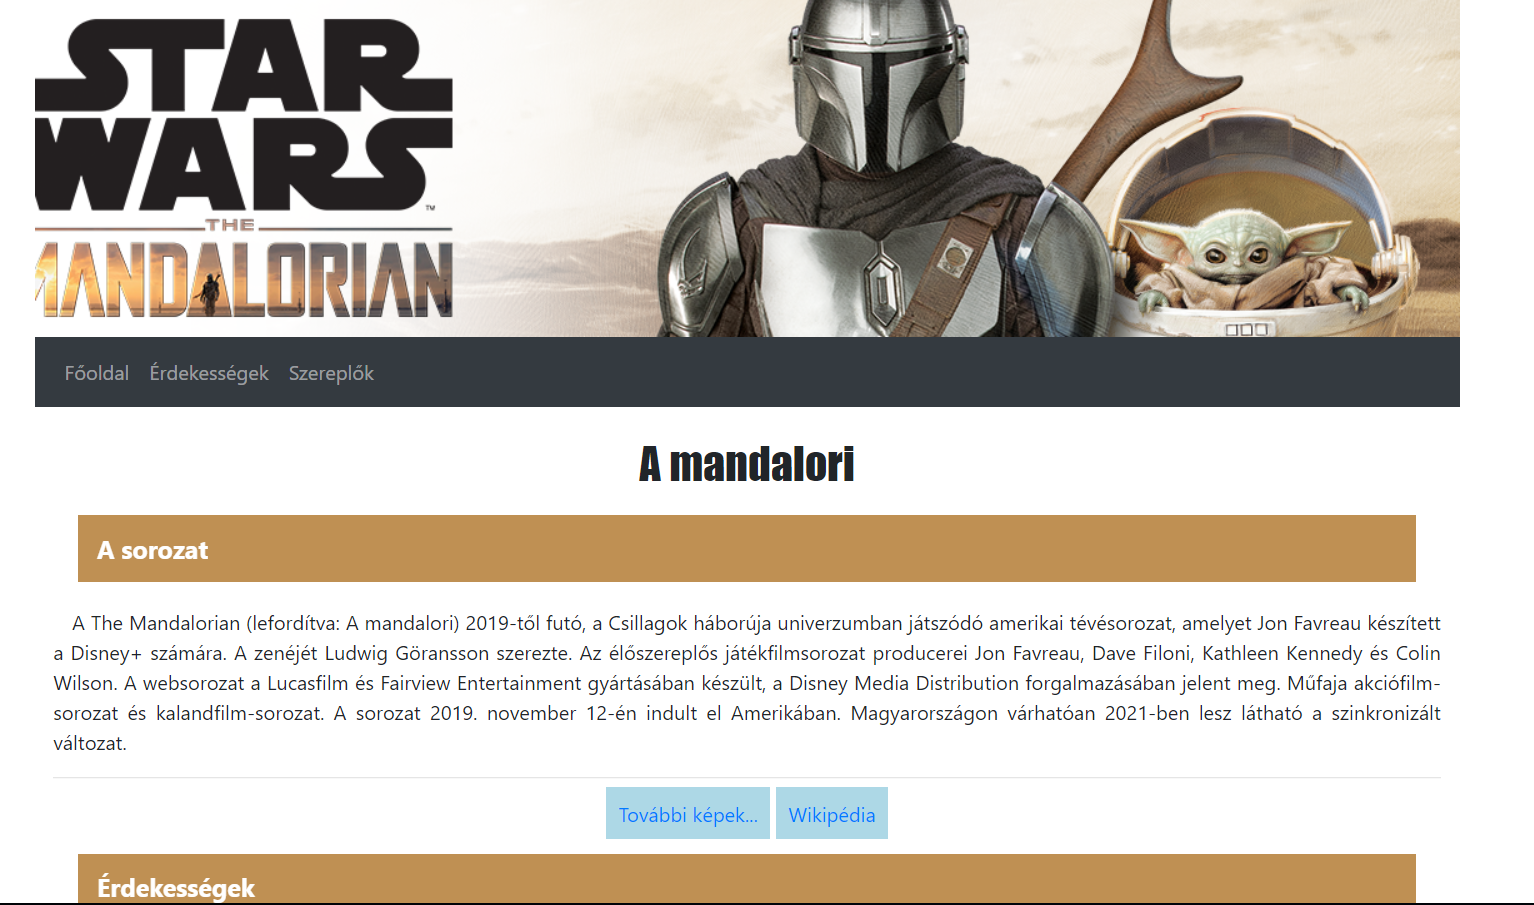 STAR
WARS™
THE
MANDALORIAN
Főoldal Érdekességek Szereplők
A mandalori
A sorozat
A The Mandalorian (lefordítva: A mandalori) 2019-től futó, a Csillagok háborúja univerzumban játszódó amerikai tévésorozat, amelyet Jon Favreau készített
a Disney+ számára. A zenéjét Ludwig Göransson szerezte. Az élőszereplős játékfilmsorozat producerei Jon Favreau, Dave Filoni, Kathleen Kennedy és Colin
Wilson. A websorozat a Lucasfilm és Fairview Entertainment gyártásában készült, a Disney Media Distribution forgalmazásában jelent meg. Műfaja akciófilm-
sorozat és kalandfilm-sorozat. A sorozat 2019. november 12-én indult el Amerikában. Magyarországon várhatóan 2021-ben lesz látható a szinkronizált
változat.
További képek... Wikipédia
Érdekességek